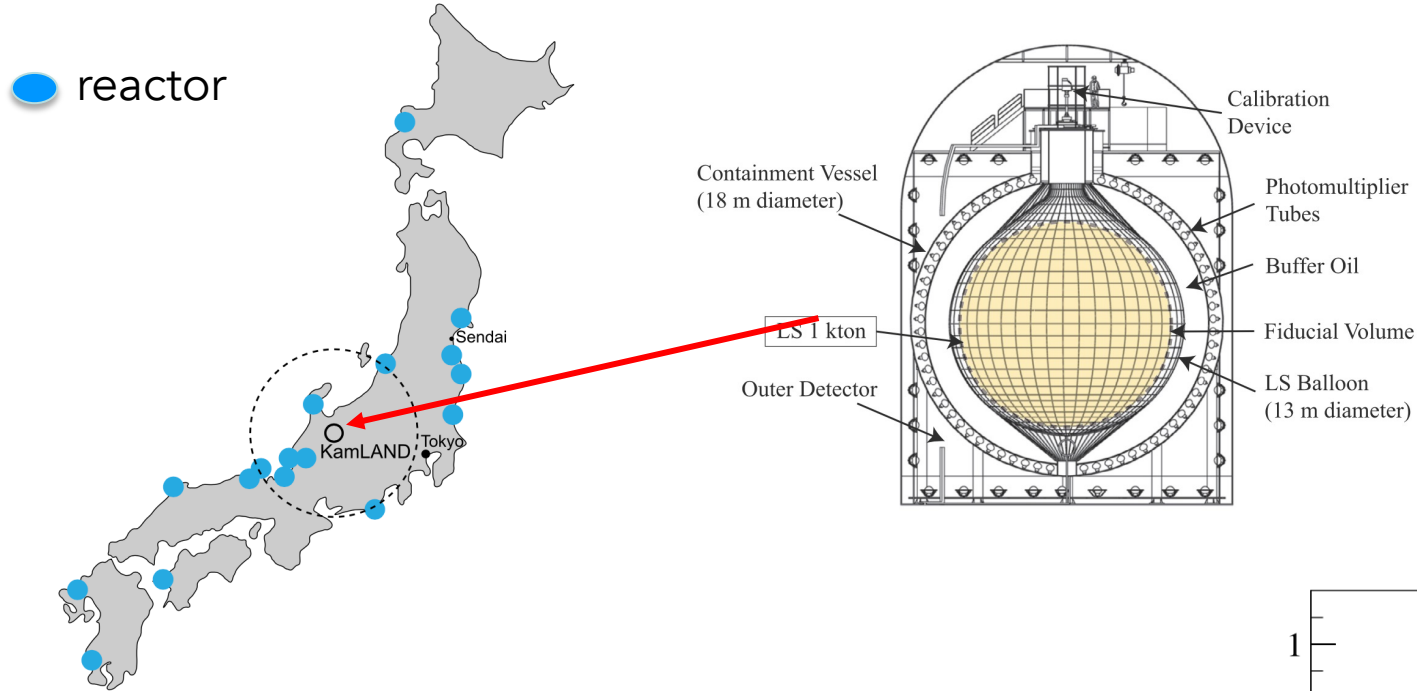 reactor
Sendai
Tokyo
KamLAND
Calibration
Device
Containment Vessel
(18 m diameter)
Photomultiplier
Tubes
Buffer Oil
LS 1 kton
Fiducial Volume
Outer Detector
LS Balloon
(13 m diameter)
1